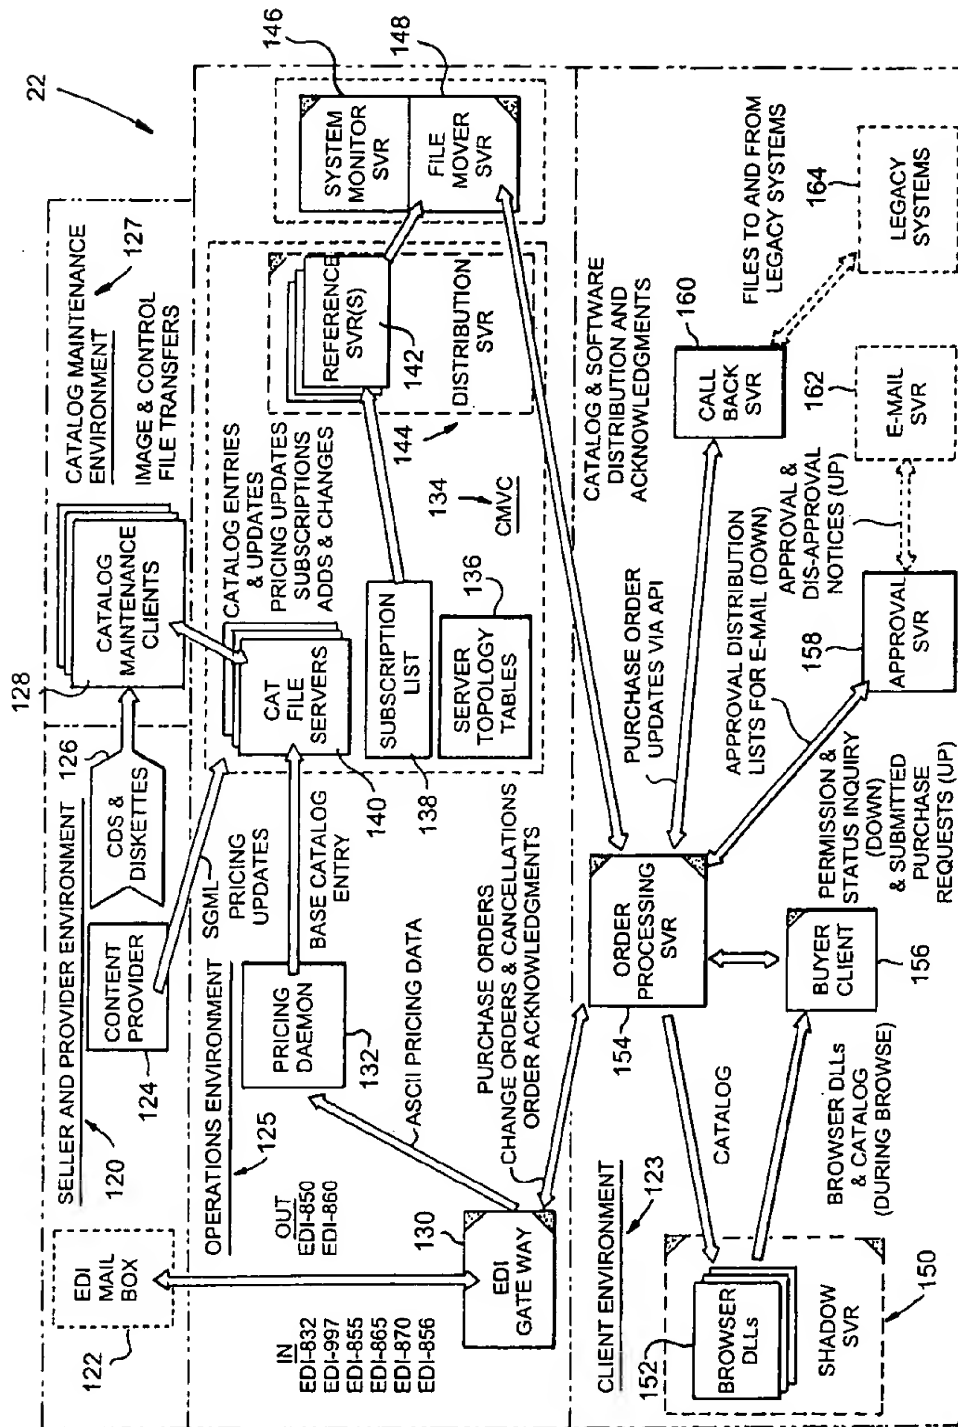 22
SELLER AND PROVIDER ENVIRONMENT
120
EDI
MAIL
BOX
122
CONTENT
PROVIDER
124
CDS &
DISKETTES
126
128
CATALOG
MAINTENANCE
CLIENTS
CATALOG MAINTENANCE
ENVIRONMENT
127
IMAGE & CONTROL
FILE TRANSFERS
OPERATIONS ENVIRONMENT
125
SGML
PRICING
UPDATES
BASE CATALOG
ENTRY
PRICING
DAEMON
132
ASCII PRICING DATA
IN
EDI-832
EDI-997
EDI-855
EDI-865
EDI-870
EDI-856
OUT
EDI-850
EDI-860
130
EDI
GATE WAY
PURCHASE ORDERS
CHANGE ORDERS & CANCELLATIONS
ORDER ACKNOWLEDGMENTS
CAT
FILE
SERVERS
140
CATALOG ENTRIES
& UPDATES
PRICING UPDATES
SUBSCRIPTIONS
ADDS & CHANGES
SUBSCRIPTION
LIST
138
SERVER
TOPOLOGY
TABLES
136
134
CMVC
REFERENCE
SVR(S)
142
DISTRIBUTION
SVR
144
SYSTEM
MONITOR
SVR
146
FILE
MOVER
SVR
148
CLIENT ENVIRONMENT
123
152
BROWSER
DLLs
SHADOW
SVR
150
CATALOG
BROWSER DLLs
& CATALOG
(DURING BROWSE)
154
ORDER
PROCESSING
SVR
BUYER
CLIENT
156
CATALOG & SOFTWARE
DISTRIBUTION AND
ACKNOWLEDGMENTS
PURCHASE ORDER
UPDATES VIA API
160
CALL
BACK
SVR
FILES TO AND FROM
LEGACY SYSTEMS
164
LEGACY
SYSTEMS
APPROVAL DISTRIBUTION
LISTS FOR E-MAIL (DOWN)
PERMISSION &
STATUS INQUIRY
(DOWN)
& SUBMITTED
PURCHASE
REQUESTS (UP)
158
APPROVAL
SVR
APPROVAL &
DIS-APPROVAL
NOTICES (UP)
162
E-MAIL
SVR